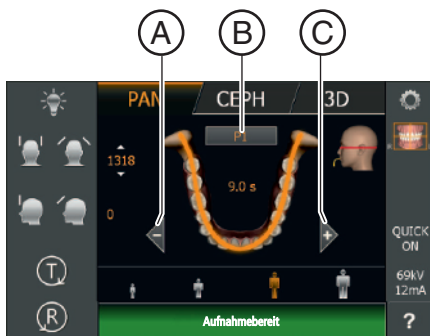 A B C
PAN CEPH 3D
P1
1318
9.0 s
0
- +
QUICK
ON
T
69kV
12mA
R
Aufnahmebereit
?